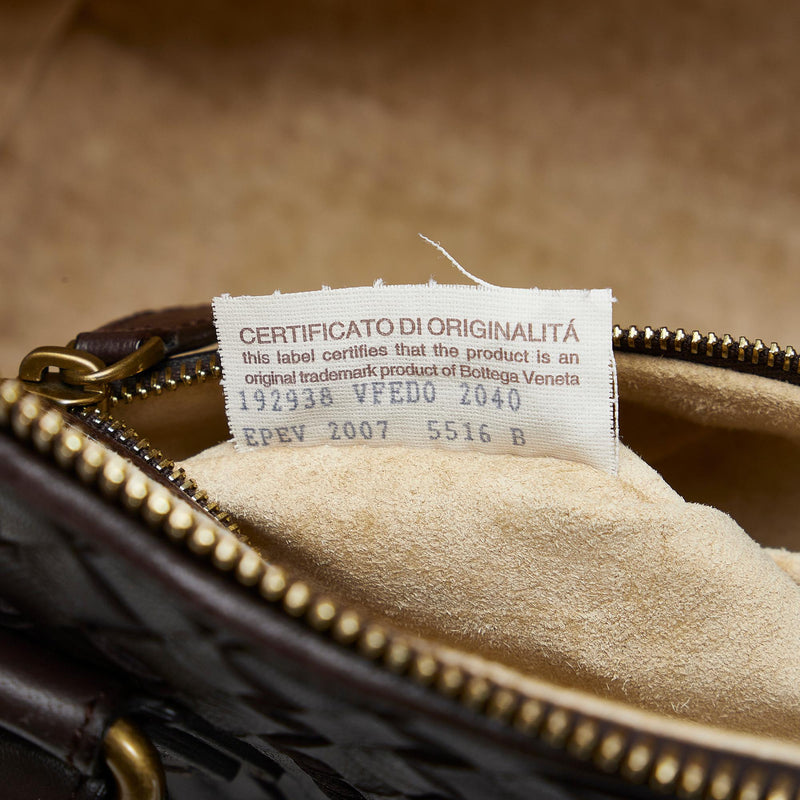 CERTIFICATO DI ORIGINALITÁ
this label certifies that the product is an
original trademark product of Bottega Veneta
192938 VFEDO 2040
EPEV 2007 5516 B